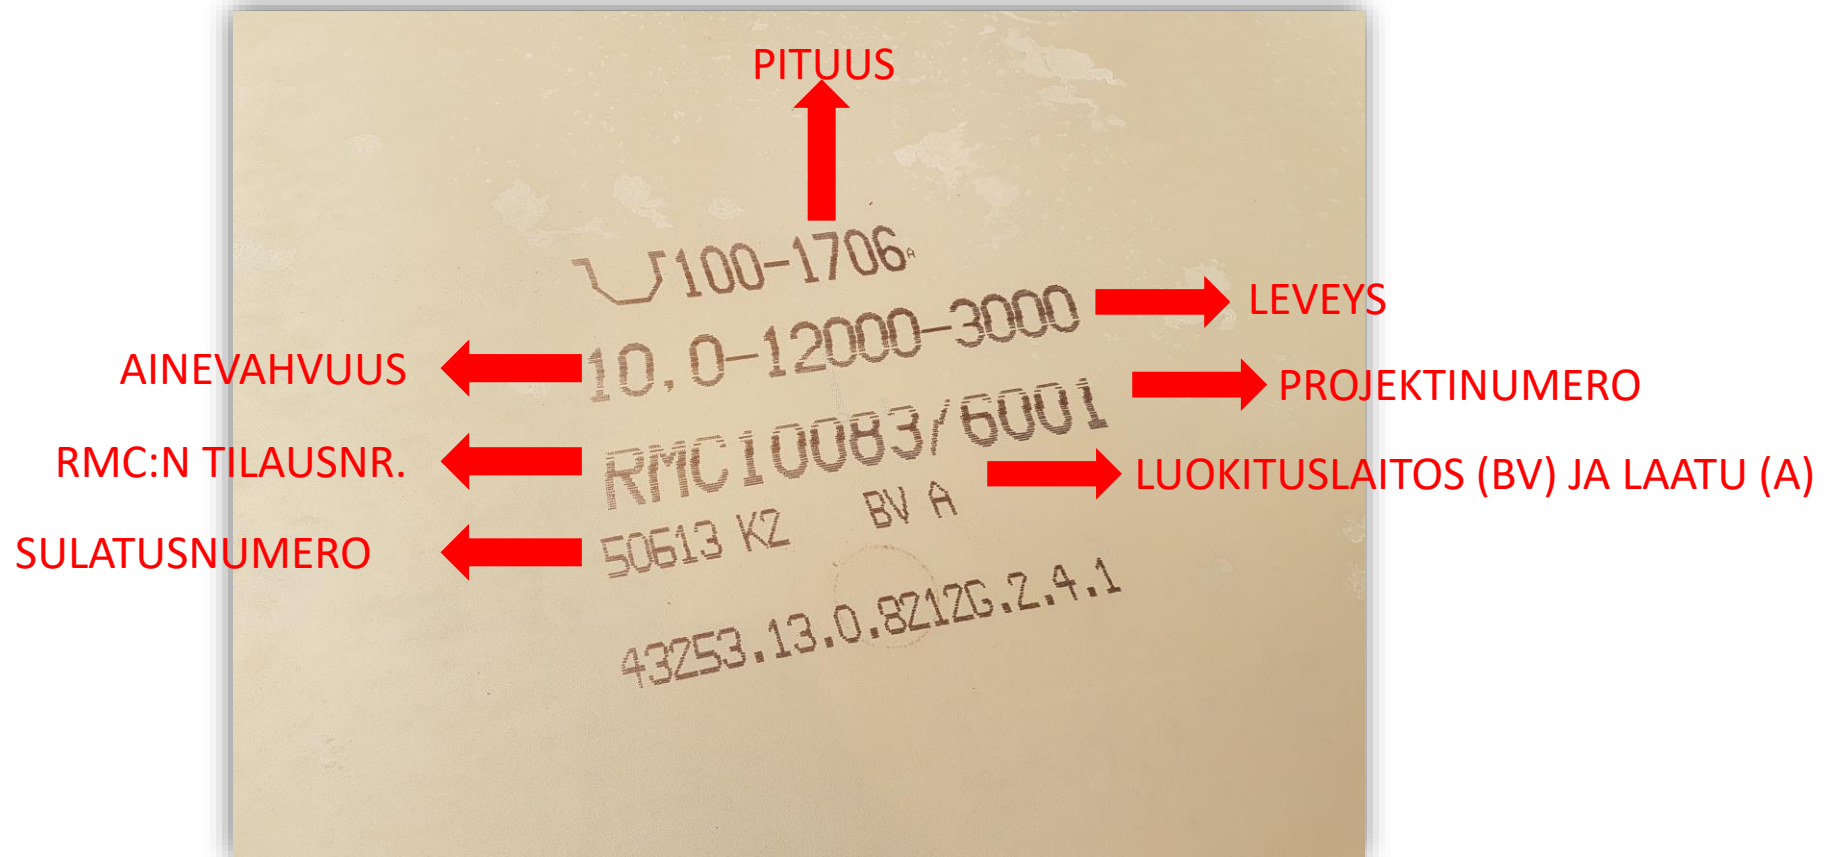 PITUUS
100-1706
A
10,0-12000-3000
LEVEYS
AINEVAHVUUS
RMC10083/6001
PROJEKTINUMERO
RMC:N TILAUSNR.
50613 KZ BV A
LUOKITUSLAITOS (BV) JA LAATU (A)
SULATUSNUMERO
43253.13.0.8212G.2.4.1